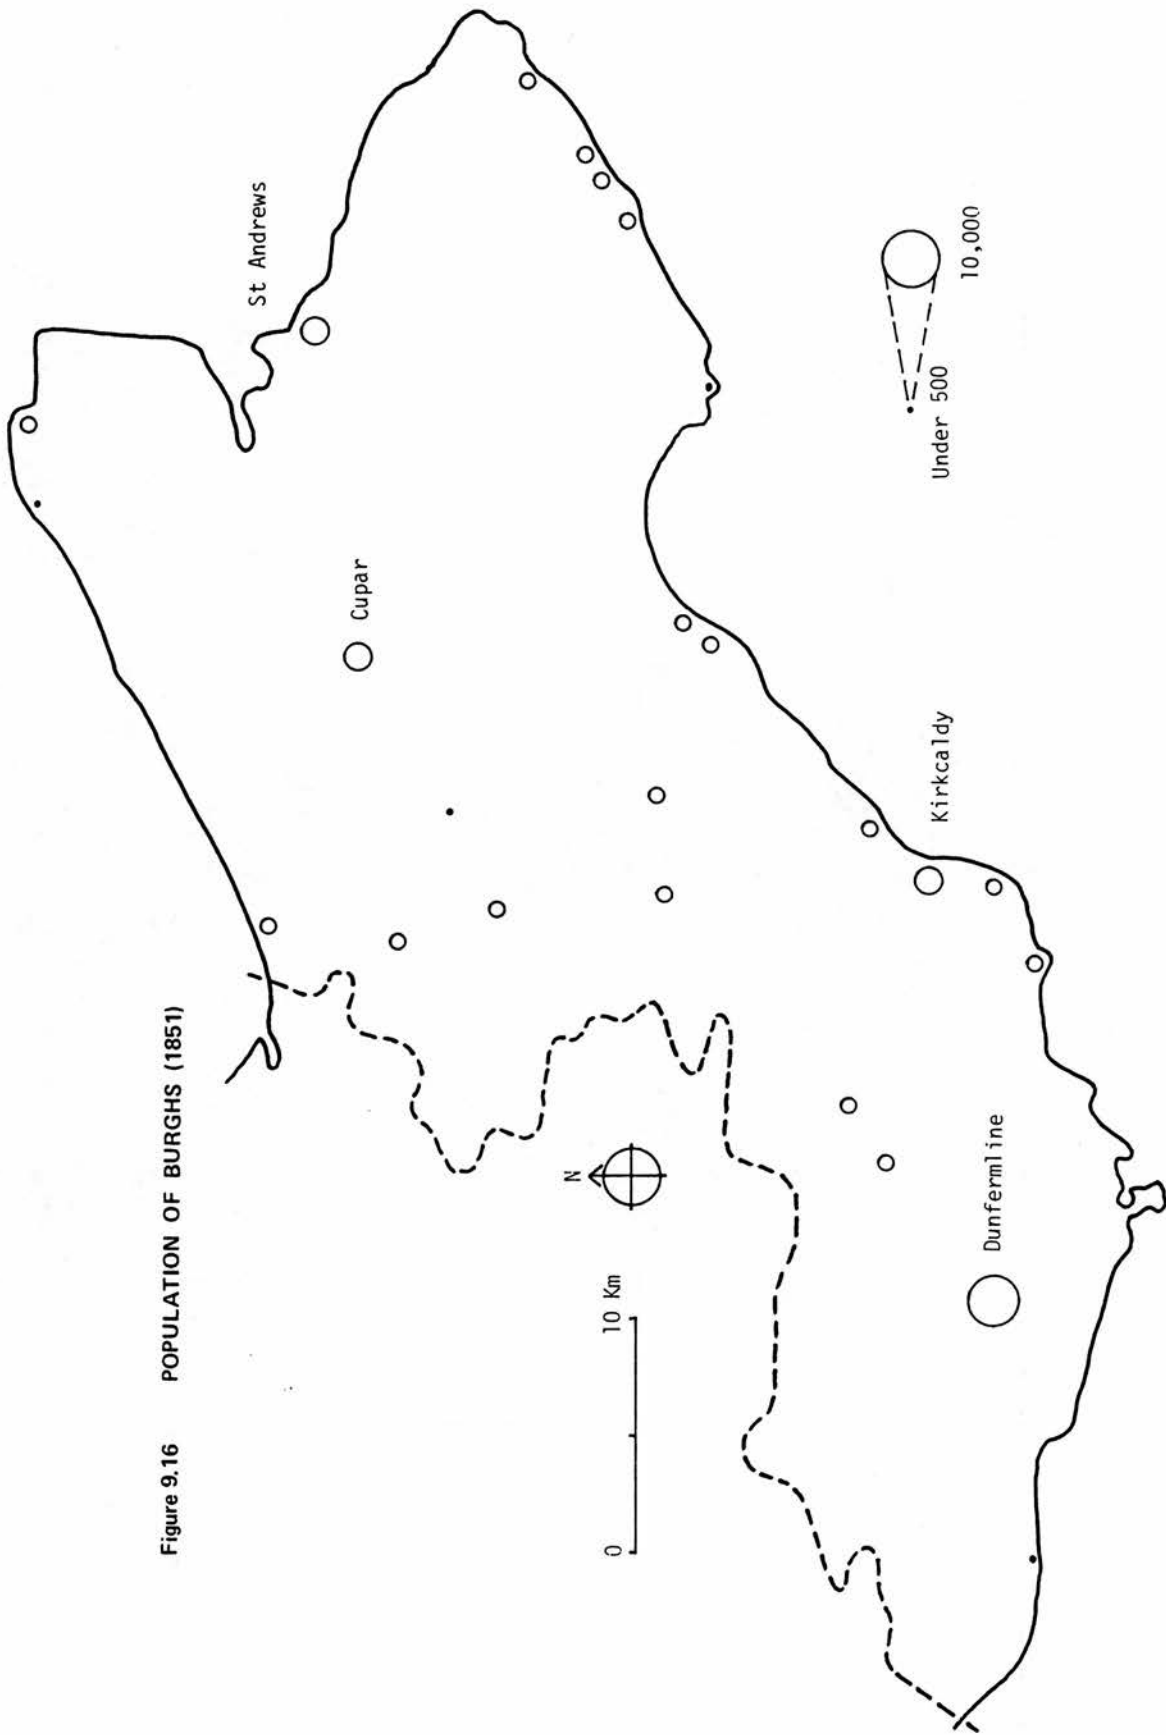 Figure 9.16 POPULATION OF BURGHS (1851)
St Andrews
Cupar
N
0 10 Km
Kirkcaldy
Dunfermline
Under 500
10,000